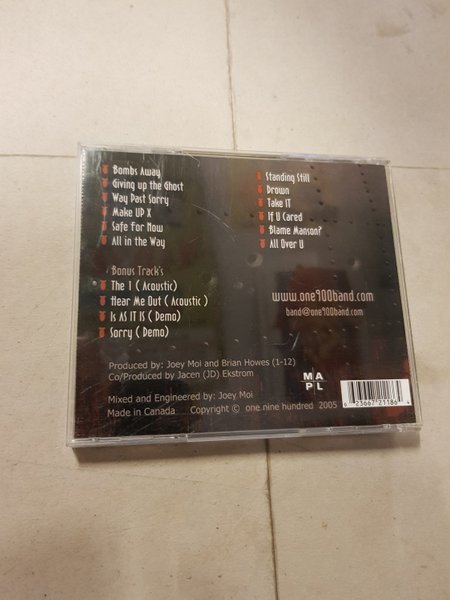 Bombs Away
Giving up the Ghost
Way Past Sorry
Make UP X
Safe for Now
All in the Way
Standing Still
Drown
Take IT
If U Cared
Blame Manson?
All Over U
Bonus Track's
The 1 ( Acoustic)
Hear Me Out ( Acoustic )
Is AS IT IS ( Demo)
Sorry ( Demo)
www.one900band.com
band@one900band.com
Produced by: Joey Moi and Brian Howes (1-12)
Co/Produced by Jacen (JD) Ekstrom
Mixed and Engineered by: Joey Moi
Made in Canada Copyright © one nine hundred 2005
M A
P L
6 23667 21186 4